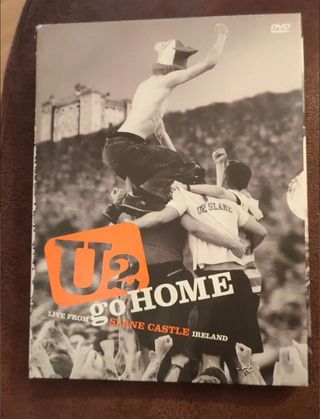 DVD
U2 SLANE
U2
go HOME
LIVE FROM SLANE CASTLE IRELAND